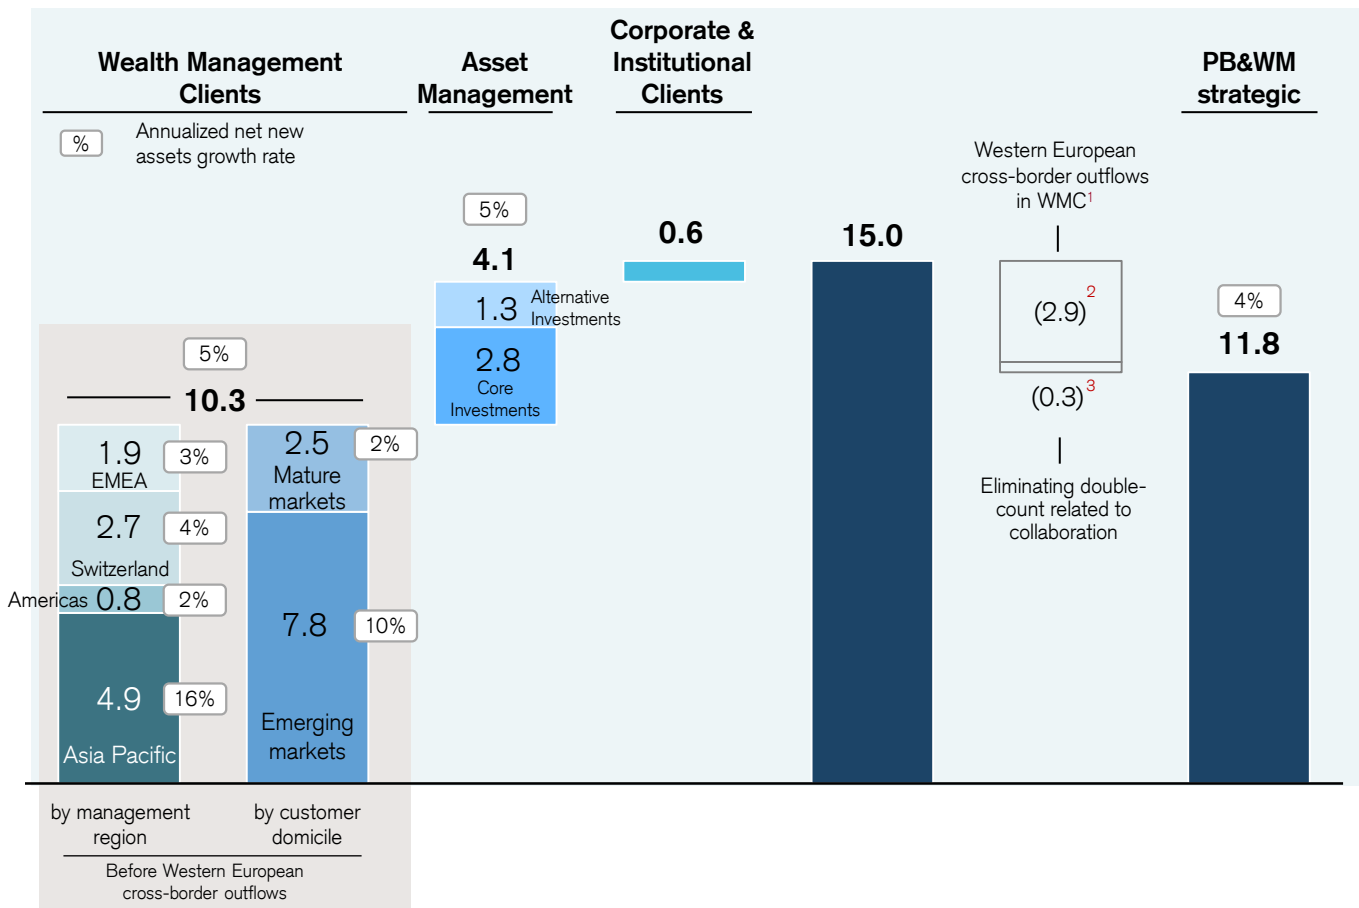 Wealth Management
Clients
Asset
Management
Corporate &
Institutional
Clients
PB&WM
strategic
%
Annualized net new
assets growth rate
5%
10.3
1.9
EMEA
3%
2.7
Switzerland
4%
Americas 0.8
2%
4.9
Asia Pacific
16%
2.5
Mature
markets
2%
7.8
10%
Emerging
markets
by management
region
by customer
domicile
Before Western European
cross-border outflows
5%
4.1
1.3
Alternative
Investments
2.8
Core
Investments
0.6
15.0
Western European
cross-border outflows
in WMC1
(2.9)2
(0.3)3
Eliminating double-
count related to
collaboration
4%
11.8